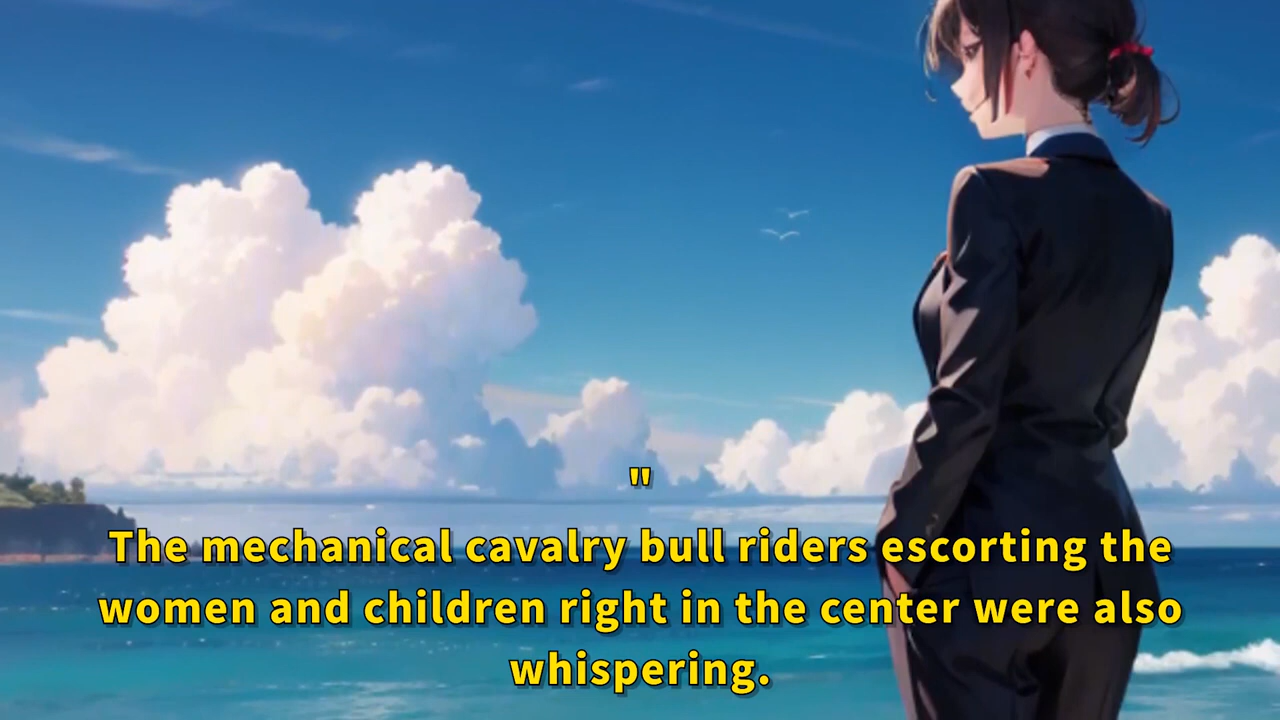 "
The mechanical cavalry bull riders escorting the
women and children right in the center were also
whispering.